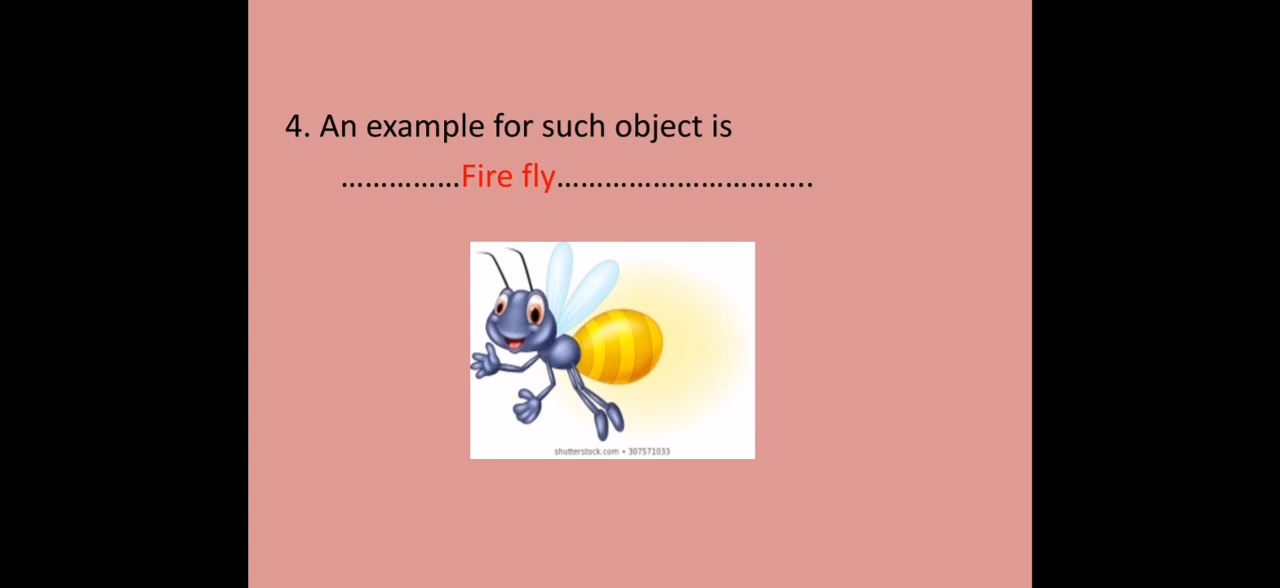 4. An example for such object is
……………Fire fly…………………………..
shutterstock.com • 307571033